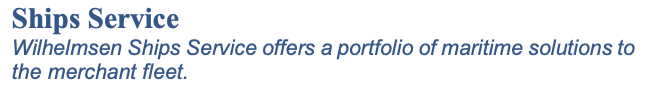 Ships Service
Wilhelmsen Ships Service offers a portfolio of maritime solutions to
the merchant fleet.